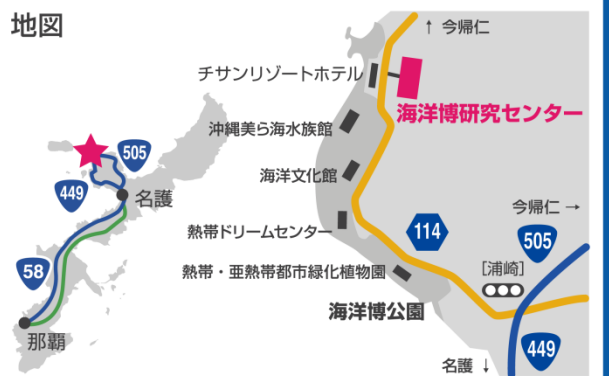 地図
↑ 今帰仁
チサンリゾートホテル
海洋博研究センター
沖縄美ら海水族館
505
449
名護
海洋文化館
今帰仁 →
熱帯ドリームセンター
114
505
58
熱帯・亜熱帯都市緑化植物園
[浦崎]
海洋博公園
那覇
449
名護 ↓